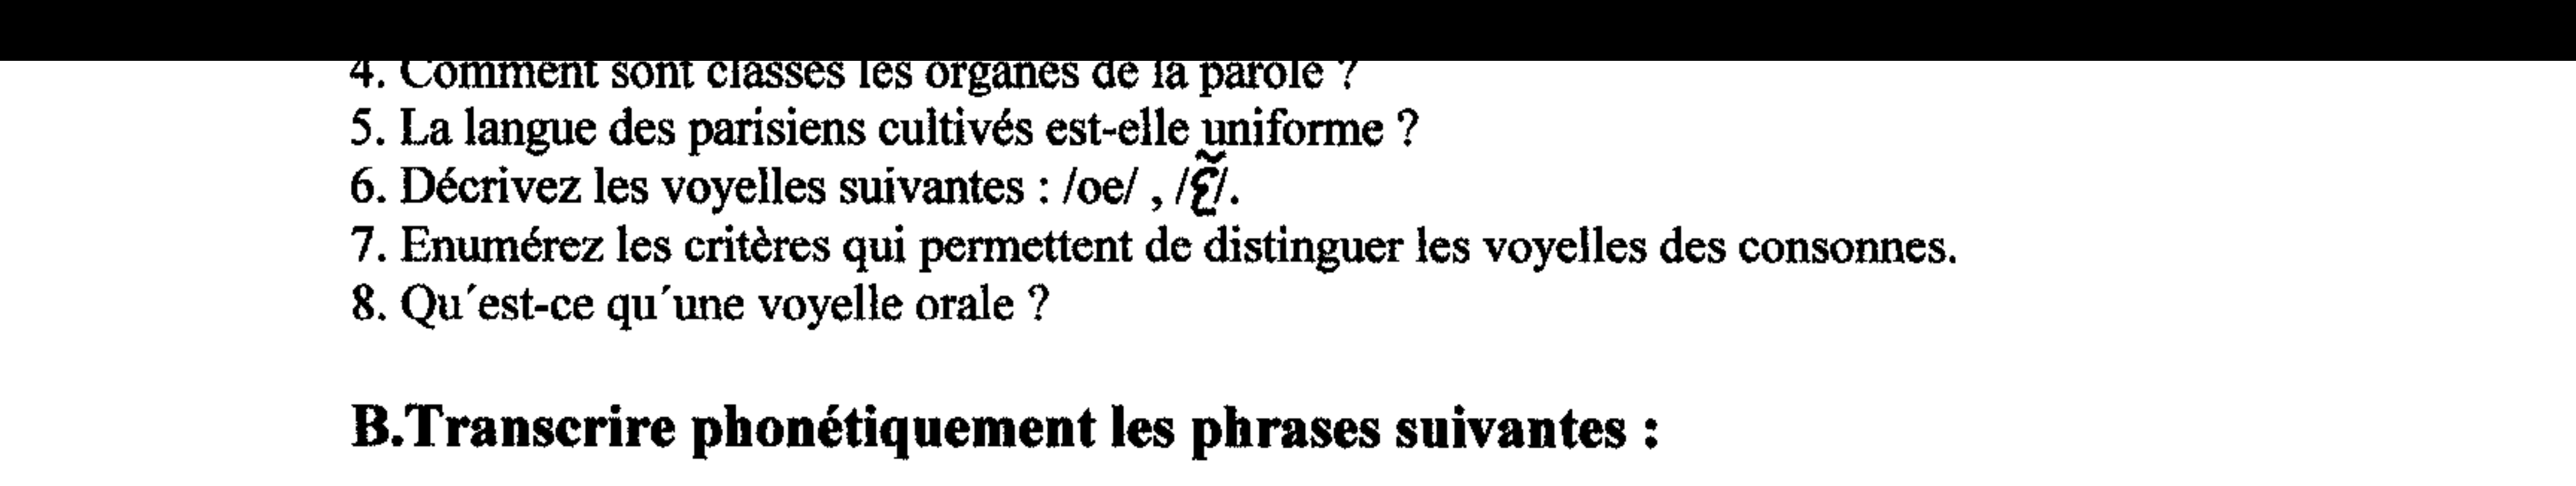 4. Comment sont classés les organes de la parole ?
5. La langue des parisiens cultivés est-elle uniforme ?
6. Décrivez les voyelles suivantes : /oe/ , /ɛ̃/.
7. Enumérez les critères qui permettent de distinguer les voyelles des consonnes.
8. Qu´est-ce qu´une voyelle orale ?
B.Transcrire phonétiquement les phrases suivantes :